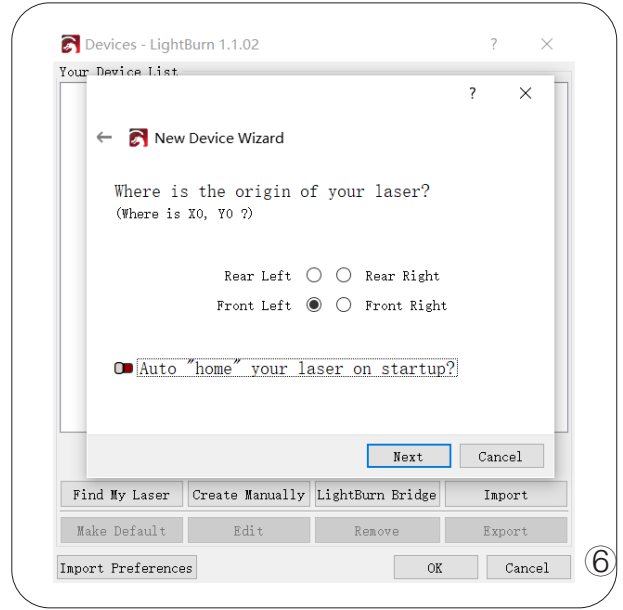 Devices - LightBurn 1.1.02 ?
Your Device List
?
New Device Wizard
Where is the origin of your laser?
(Where is X0, Y0 ?)
Rear Left Rear Right
Front Left Front Right
Auto "home" your laser on startup?
Next Cancel
Find My Laser Create Manually LightBurn Bridge Import
Make Default Edit Remove Export
Import Preferences OK Cancel
⑥